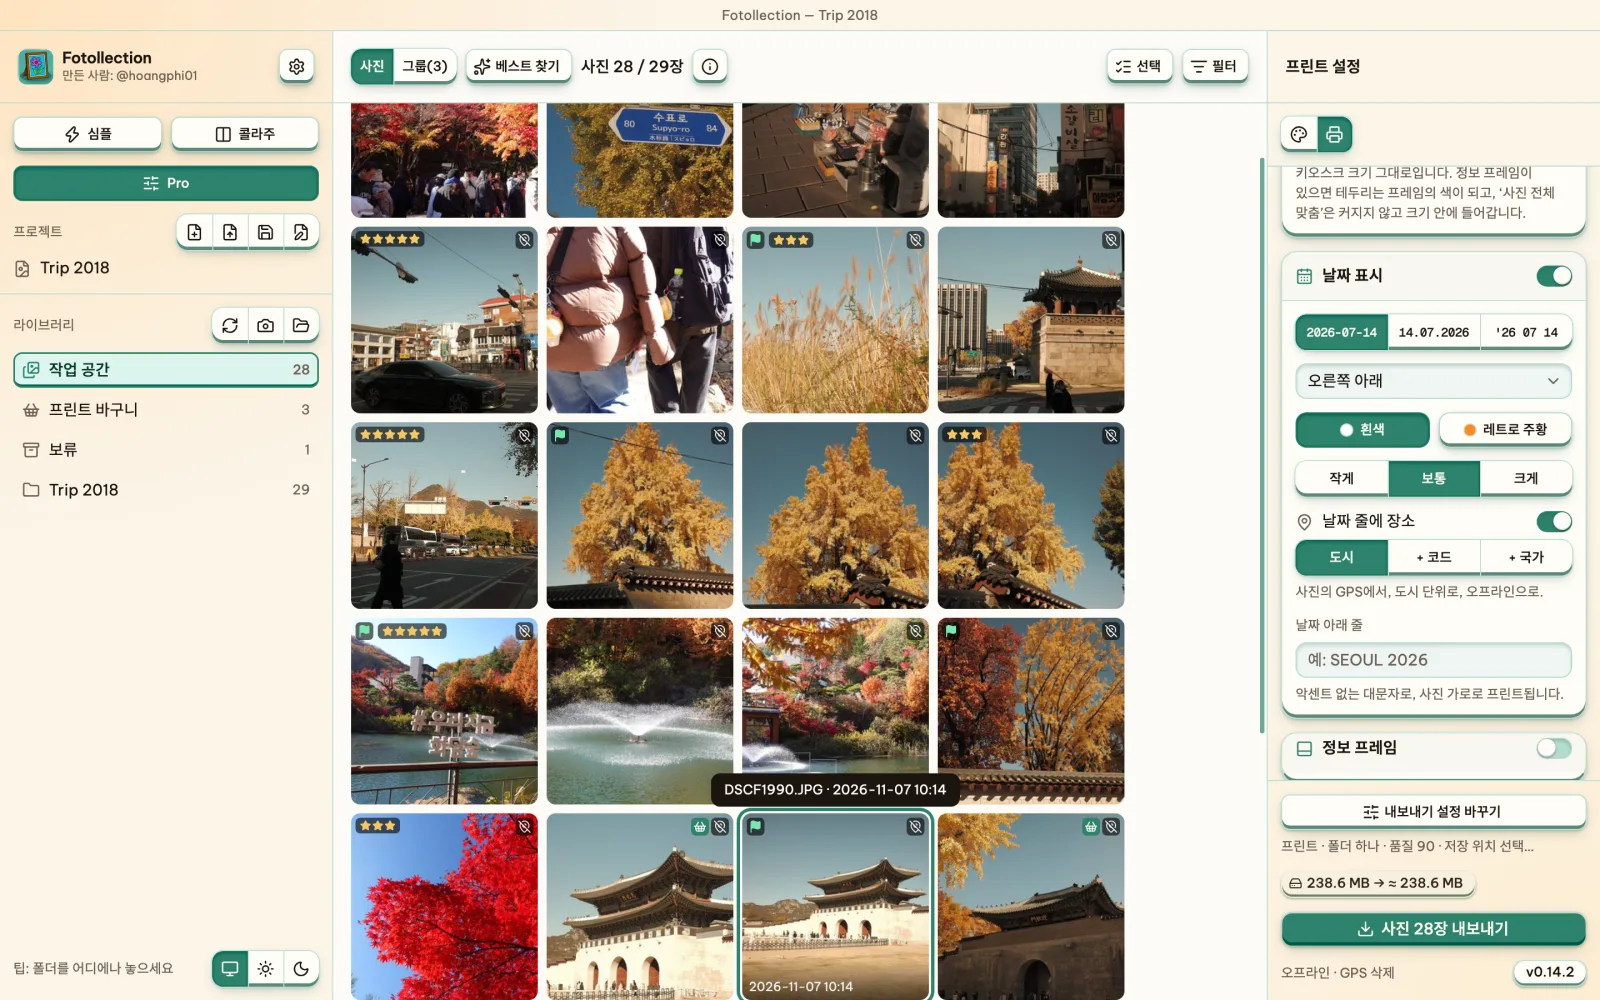 Fotollection — Trip 2018
Fotollection
만든 사람: @hoangphi01
심플
콜라주
Pro
프로젝트
Trip 2018
라이브러리
작업 공간 28
프린트 바구니 3
보류 1
Trip 2018 29
팁: 폴더를 어디에나 놓으세요
사진
그룹(3)
베스트 찾기
사진 28 / 29장
선택
필터
80 수표로 84
Supyo-ro
DSCF1990.JPG · 2026-11-07 10:14
2026-11-07 10:14
프린트 설정
키오스크 크기 그대로입니다. 정보 프레임이
있으면 테두리는 프레임의 색이 되고, ‘사진 전체
맞춤’은 커지지 않고 크기 안에 들어갑니다.
날짜 표시
2026-07-14
14.07.2026
'26 07 14
오른쪽 아래
흰색
레트로 주황
작게
보통
크게
날짜 줄에 장소
도시
+ 코드
+ 국가
사진의 GPS에서, 도시 단위로, 오프라인으로.
날짜 아래 줄
예: SEOUL 2026
악센트 없는 대문자로, 사진 가로로 프린트됩니다.
정보 프레임
내보내기 설정 바꾸기
프린트 · 폴더 하나 · 품질 90 · 저장 위치 선택…
238.6 MB → ≈ 238.6 MB
사진 28장 내보내기
오프라인 · GPS 삭제
v0.14.2